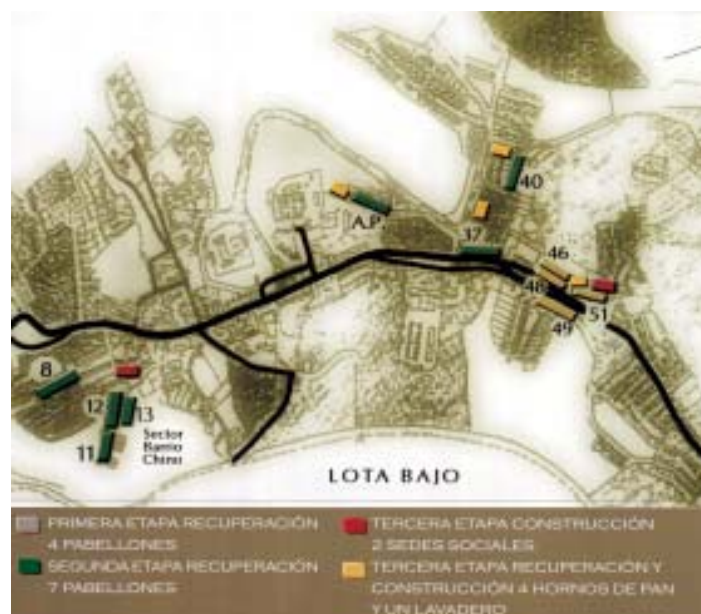 40
A.P.
37
46
48
49
51
8
12
13
11
Sector
Barrio
Chino
LOTA BAJO
PRIMERA ETAPA RECUPERACIÓN
4 PABELLONES
SEGUNDA ETAPA RECUPERACIÓN
7 PABELLONES
TERCERA ETAPA CONSTRUCCIÓN
2 SEDES SOCIALES
TERCERA ETAPA RECUPERACIÓN Y
CONSTRUCCIÓN 4 HORNOS DE PAN
Y UN LAVADERO